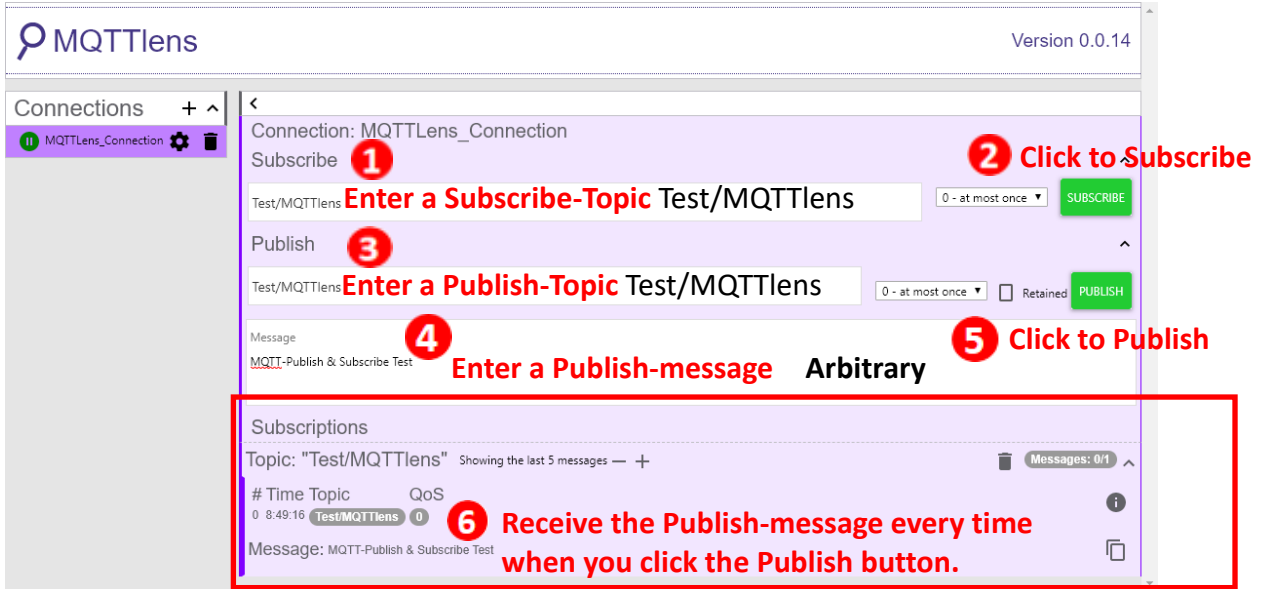 MQTTlens
Version 0.0.14
Connections +
MQTTLens_Connection
<
Connection: MQTTLens_Connection
Subscribe 1
2 Click to Subscribe
Test/MQTTlens Enter a Subscribe-Topic Test/MQTTlens
0 - at most once
SUBSCRIBE
Publish 3
Test/MQTTlens Enter a Publish-Topic Test/MQTTlens
0 - at most once
Retained
PUBLISH
Message 4
5 Click to Publish
MQTT-Publish & Subscribe Test
Enter a Publish-message Arbitrary
Subscriptions
Topic: "Test/MQTTlens" Showing the last 5 messages — +
Messages: 0/1
# Time Topic QoS
0 8:49:16 Test/MQTTlens 0
6 Receive the Publish-message every time
when you click the Publish button.
Message: MQTT-Publish & Subscribe Test